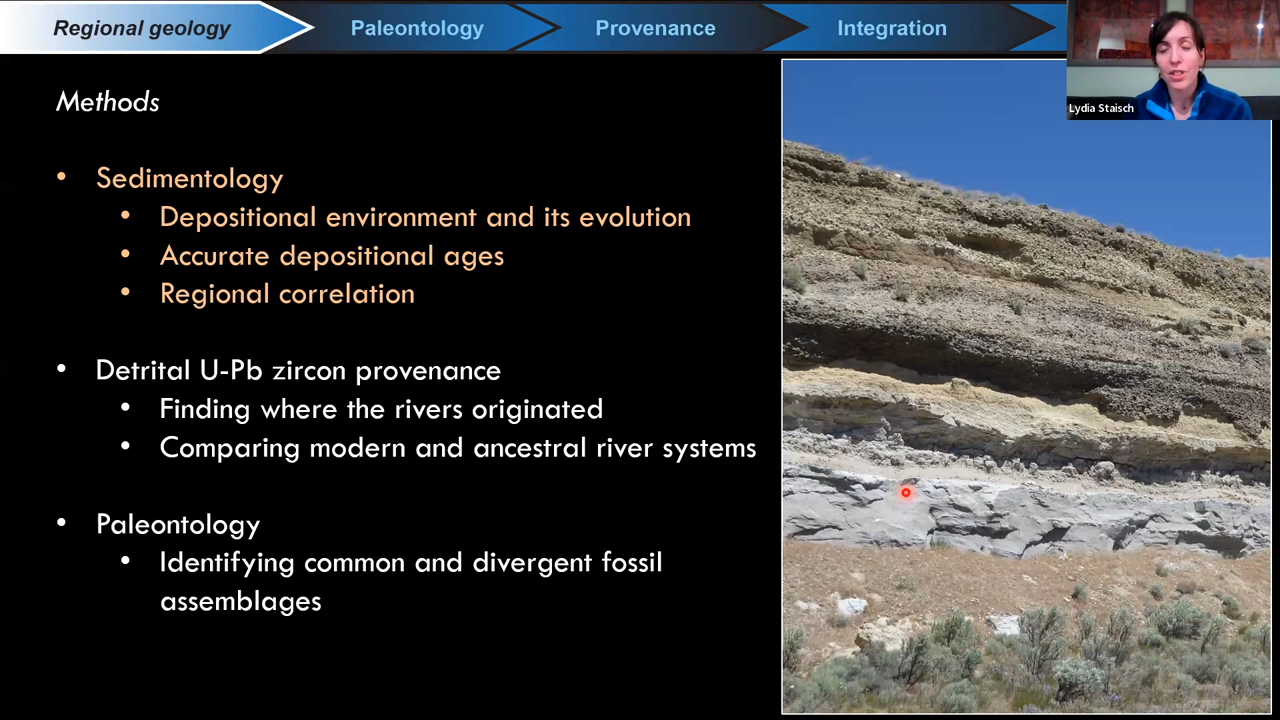 Regional geology
Paleontology
Provenance
Integration
Lydia Staisch
Methods
• Sedimentology
• Depositional environment and its evolution
• Accurate depositional ages
• Regional correlation
• Detrital U-Pb zircon provenance
• Finding where the rivers originated
• Comparing modern and ancestral river systems
• Paleontology
• Identifying common and divergent fossil
assemblages